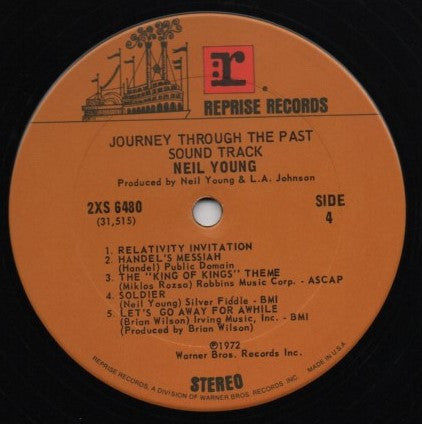 r
REPRISE RECORDS
JOURNEY THROUGH THE PAST
SOUND TRACK
NEIL YOUNG
Produced by Neil Young & L.A. Johnson
2XS 6480
(31,515)
SIDE
4
1. RELATIVITY INVITATION
2. HANDEL'S MESSIAH
(Handel) Public Domain
3. THE "KING OF KINGS" THEME
(Miklos Rozso) Robbins Music Corp. - ASCAP
4. SOLDIER
(Neil Young) Silver Fiddle - BMI
5. LET'S GO AWAY FOR AWHILE
(Brian Wilson) Irving Music, Inc. - BMI
(Produced by Brian Wilson)
℗1972
Warner Bros. Records Inc.
STEREO
REPRISE RECORDS, A DIVISION OF WARNER BROS. RECORDS INC.
MADE IN U.S.A.